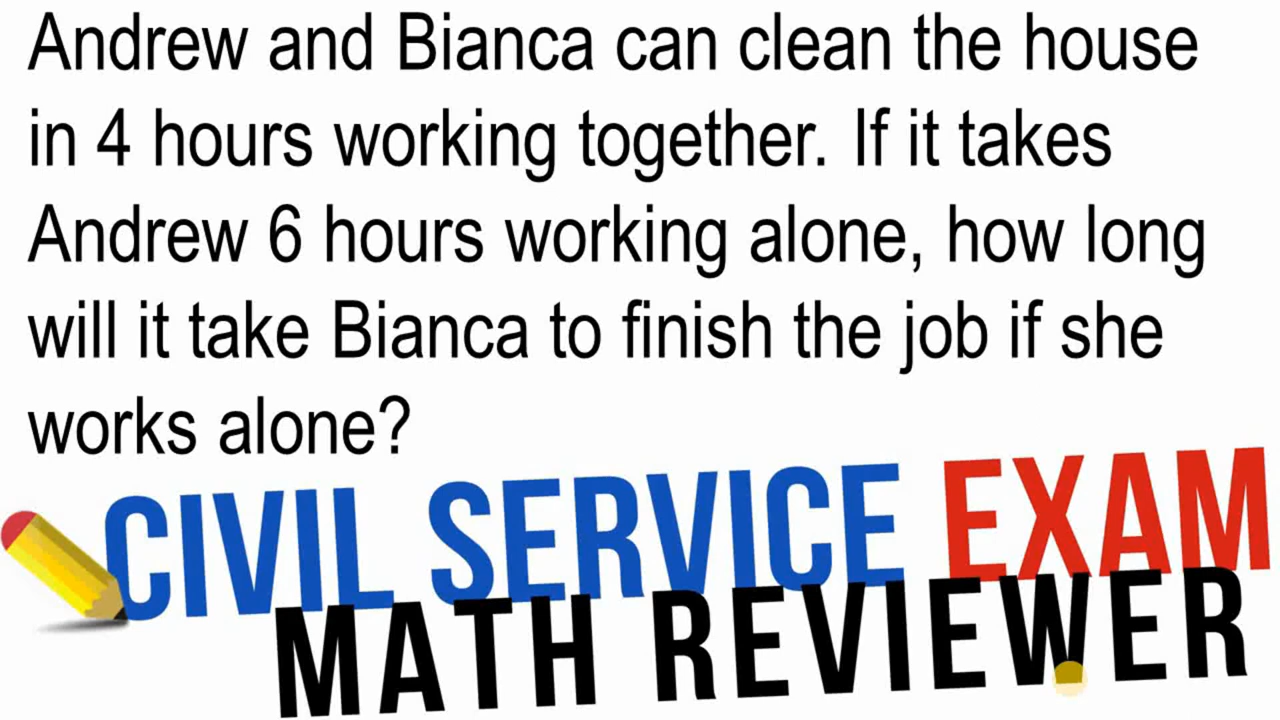 Andrew and Bianca can clean the house
in 4 hours working together. If it takes
Andrew 6 hours working alone, how long
will it take Bianca to finish the job if she
works alone?
CIVIL SERVICE EXAM
MATH REVIEWER